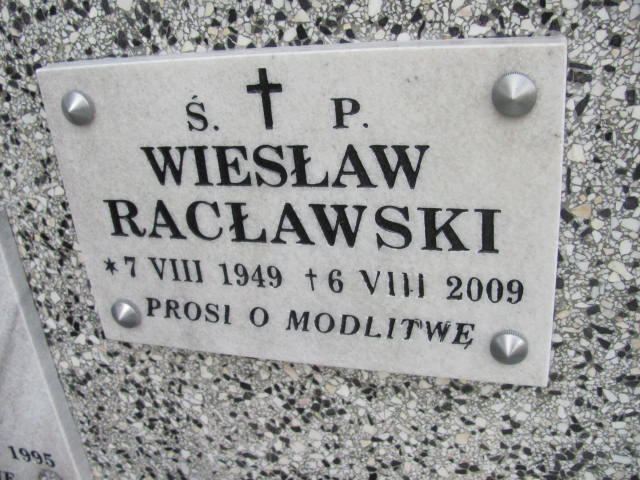 Ś. P.
WIESŁAW
RACŁAWSKI
*7 VIII 1949 †6 VIII 2009
PROSI O MODLITWĘ
1995